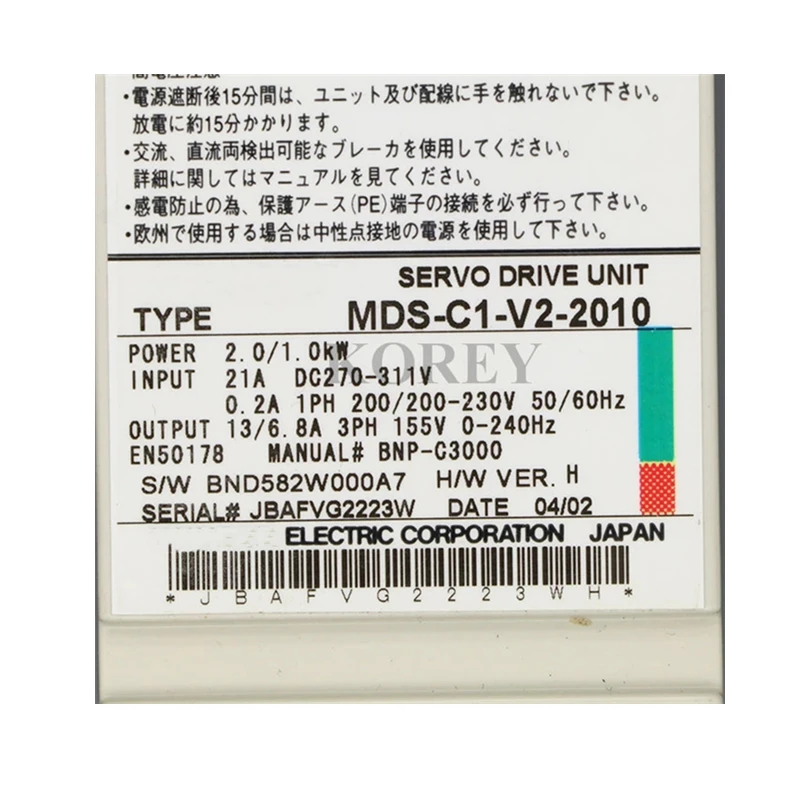 高電圧注意
・電源遮断後15分間は、ユニット及び配線に手を触れないで下さい。
放電に約15分かかります。
・交流、直流両検出可能なブレーカを使用してください。
詳細に関してはマニュアルを見てください。
・感電防止の為、保護アース(PE)端子の接続を必ず行って下さい。
・欧州で使用する場合は中性点接地の電源を使用して下さい。
SERVO DRIVE UNIT
TYPE MDS-C1-V2-2010
POWER 2.0/1.0kW
KOREY
INPUT 21A DC270-311V
0.2A 1PH 200/200-230V 50/60Hz
OUTPUT 13/6.8A 3PH 155V 0-240Hz
EN50178 MANUAL# BNP-C3000
S/W BND582W000A7 H/W VER. H
SERIAL# JBAFVG2223W DATE 04/02
ELECTRIC CORPORATION JAPAN
*JBAFVG2223WH*